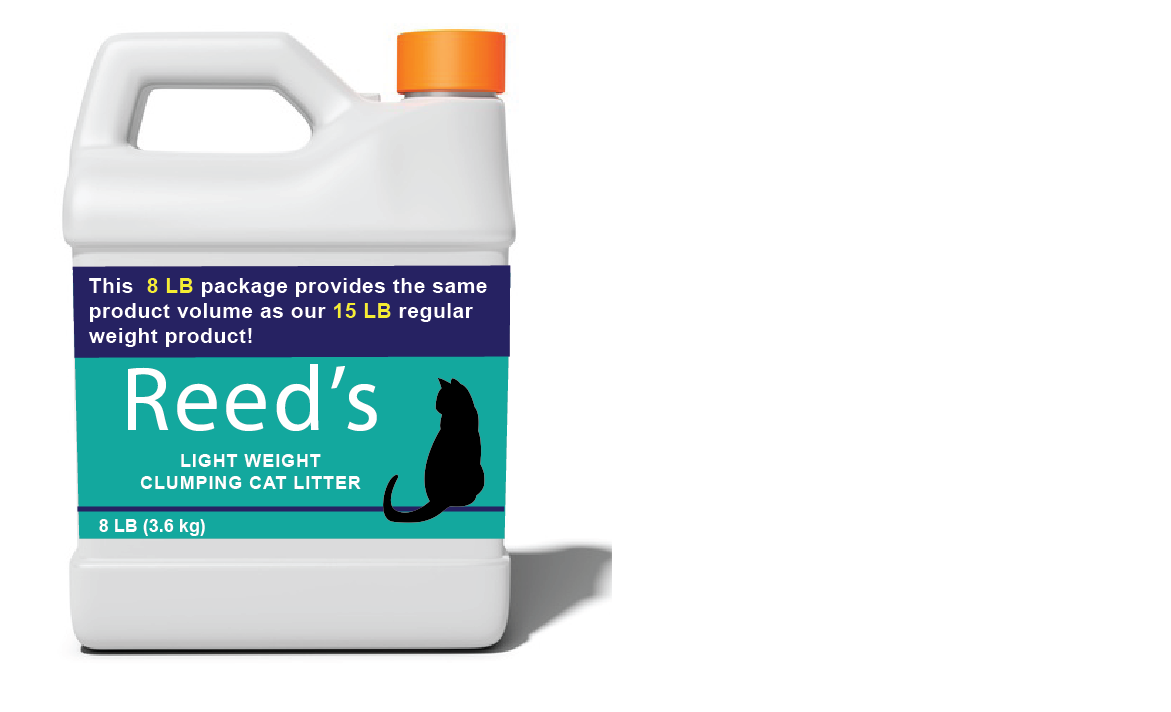 This 8 LB package provides the same
product volume as our 15 LB regular
weight product!
Reed’s
LIGHT WEIGHT
CLUMPING CAT LITTER
8 LB (3.6 kg)